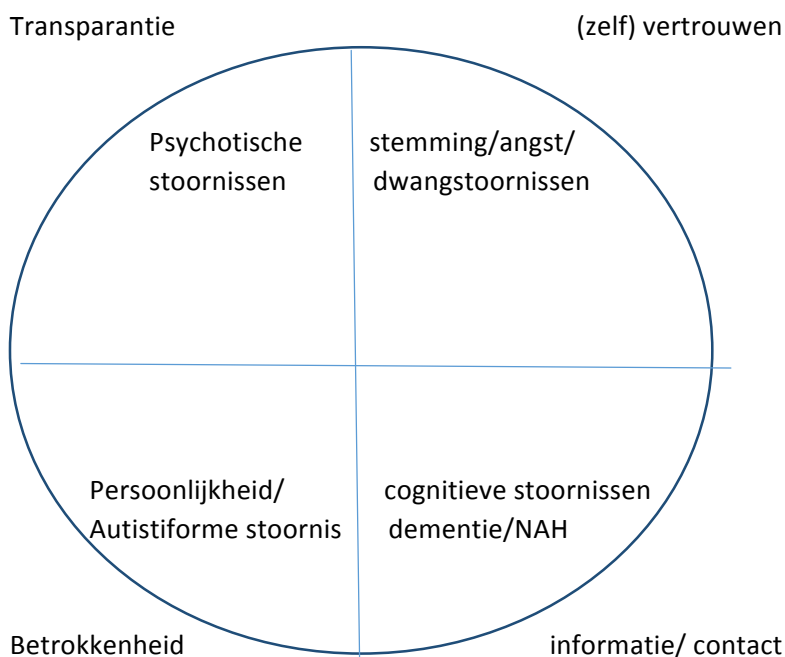 Transparantie
(zelf) vertrouwen
Psychotische
stoornissen
stemming/angst/
dwangstoornissen
Persoonlijkheid/
Autistiforme stoornis
cognitieve stoornissen
dementie/NAH
Betrokkenheid
informatie/ contact